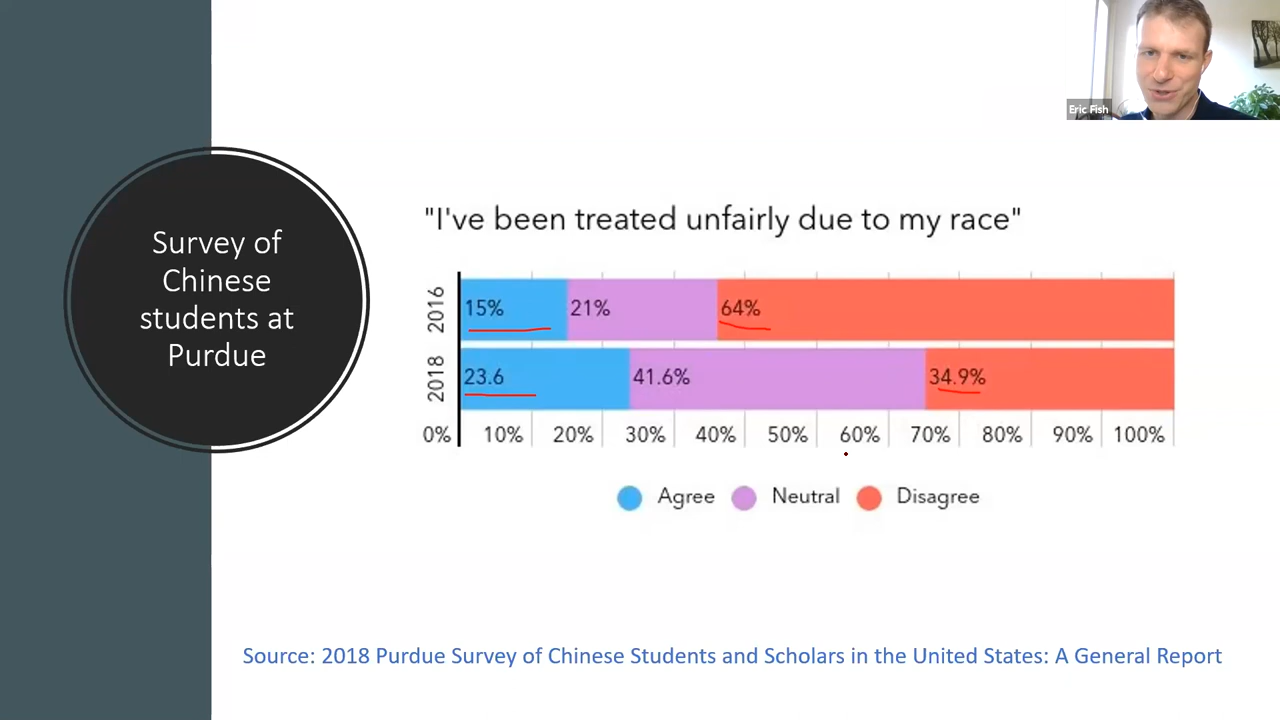 Eric Fish
Survey of
Chinese
students at
Purdue
"I've been treated unfairly due to my race"
2016
15% 21% 64%
2018
23.6 41.6% 34.9%
0% 10% 20% 30% 40% 50% 60% 70% 80% 90% 100%
Agree Neutral Disagree
Source: 2018 Purdue Survey of Chinese Students and Scholars in the United States: A General Report